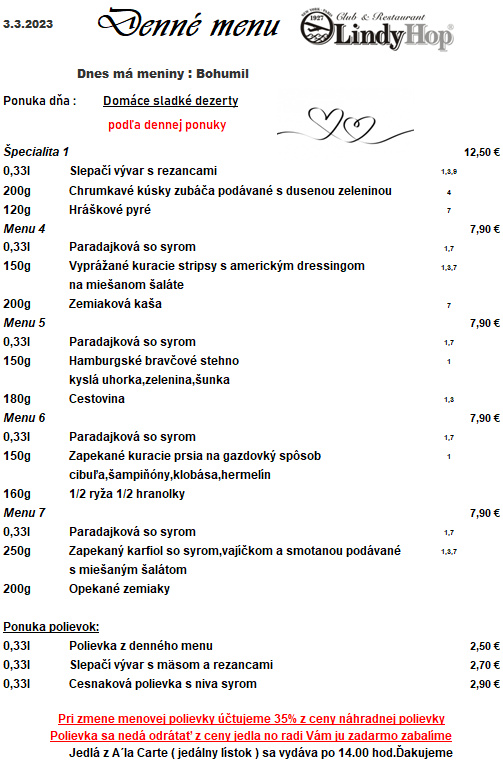 3.3.2023
Denné menu
1927
Club & Restaurant
LindyHop®
Dnes má meniny : Bohumil
Ponuka dňa : Domáce sladké dezerty
podľa dennej ponuky
Špecialita 1 12,50 €
0,33l Slepačí vývar s rezancami 1,3,9
200g Chrumkavé kúsky zubáča podávané s dusenou zeleninou 4
120g Hráškové pyré 7
Menu 4 7,90 €
0,33l Paradajková so syrom 1,7
150g Vyprážané kuracie stripsy s americkým dressingom 1,3,7
na miešanom šaláte
200g Zemiaková kaša 7
Menu 5 7,90 €
0,33l Paradajková so syrom 1,7
150g Hamburgské bravčové stehno 1
kyslá uhorka,zelenina,šunka
180g Cestovina 1,3
Menu 6 7,90 €
0,33l Paradajková so syrom 1,7
150g Zapekané kuracie prsia na gazdovký spôsob 1
cibuľa,šampiňóny,klobása,hermelín
160g 1/2 ryža 1/2 hranolky
Menu 7 7,90 €
0,33l Paradajková so syrom 1,7
250g Zapekaný karfiol so syrom,vajíčkom a smotanou podávané 1,3,7
s miešaným šalátom
200g Opekané zemiaky
Ponuka polievok:
0,33l Polievka z denného menu 2,50 €
0,33l Slepačí vývar s mäsom a rezancami 2,70 €
0,33l Cesnaková polievka s niva syrom 2,90 €
Pri zmene menovej polievky účtujeme 35% z ceny náhradnej polievky
Polievka sa nedá odrátať z ceny jedla no radi Vám ju zadarmo zabalíme
Jedlá z A´la Carte ( jedálny lístok ) sa vydáva po 14.00 hod.Ďakujeme